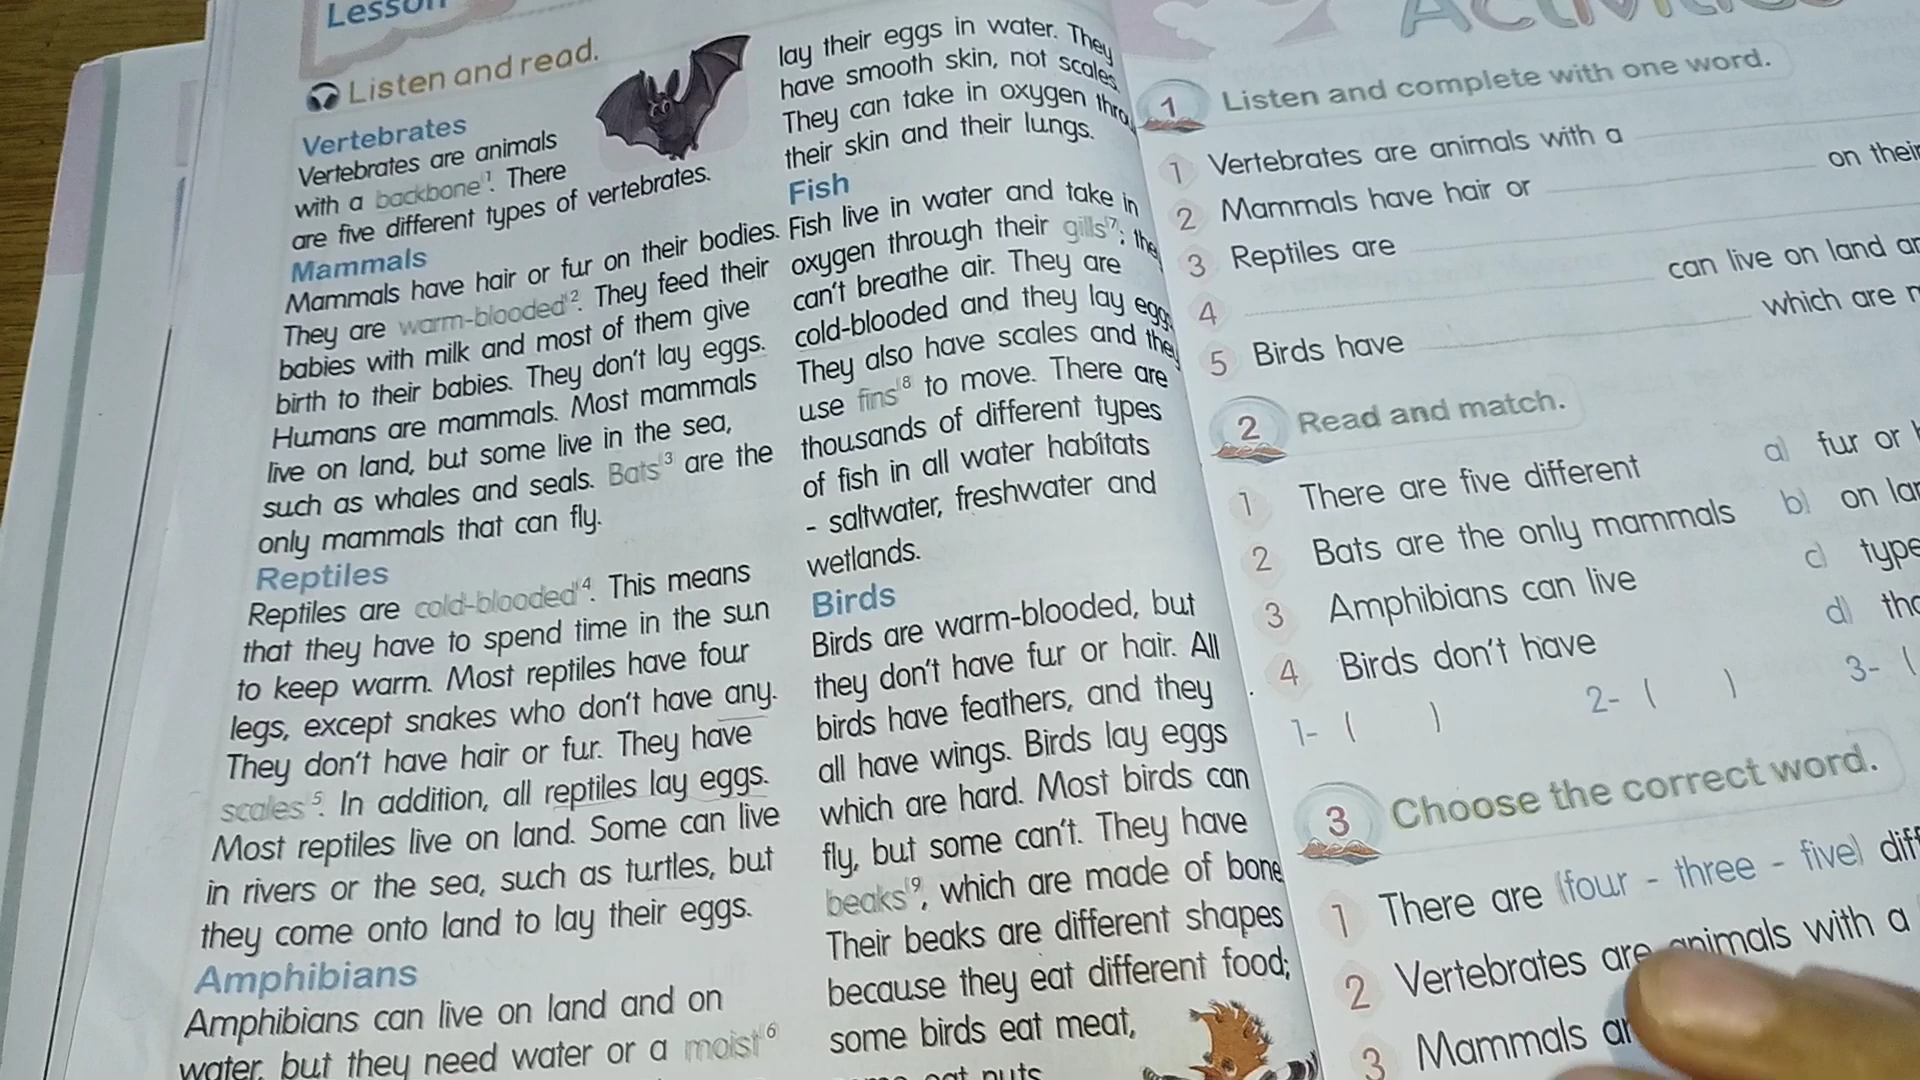 Lesson
Listen and read.
Vertebrates
Vertebrates are animals
with a backbone¹. There
are five different types of vertebrates.
Mammals
Mammals have hair or fur on their bodies.
They are warm-blooded². They feed their
babies with milk and most of them give
birth to their babies. They don't lay eggs.
Humans are mammals. Most mammals
live on land, but some live in the sea,
such as whales and seals. Bats³ are the
only mammals that can fly.
Reptiles
Reptiles are cold-blooded⁴. This means
that they have to spend time in the sun
to keep warm. Most reptiles have four
legs, except snakes who don't have any.
They don't have hair or fur. They have
scales⁵. In addition, all reptiles lay eggs.
Most reptiles live on land. Some can live
in rivers or the sea, such as turtles, but
they come onto land to lay their eggs.
Amphibians
Amphibians can live on land and on
water, but they need water or a moist⁶
lay their eggs in water. They
have smooth skin, not scales.
They can take in oxygen
their skin and their lungs.
Fish
Fish live in water and take in
oxygen through their gills⁷;
can't breathe air. They are
cold-blooded and they lay
They also have scales and they
use fins⁸ to move. There are
thousands of different types
of fish in all water habitats
- saltwater, freshwater and
wetlands.
Birds
Birds are warm-blooded, but
they don't have fur or hair. All
birds have feathers, and they
all have wings. Birds lay eggs
which are hard. Most birds can
fly, but some can't. They have
beaks⁹, which are made of bone
Their beaks are different shapes
because they eat different food;
some birds eat meat,
eat nuts
Activities
1 Listen and complete with one word.
1 Vertebrates are animals with a
2 Mammals have hair or on their
3 Reptiles are
4 can live on land
5 Birds have which are
2 Read and match.
1 There are five different a) fur or
2 Bats are the only mammals b) on
3 Amphibians can live c)
4 Birds don't have d)
1- ( ) 2- ( ) 3- (
3 Choose the correct word.
1 There are (four - three - five)
2 Vertebrates are animals with a
3 Mammals